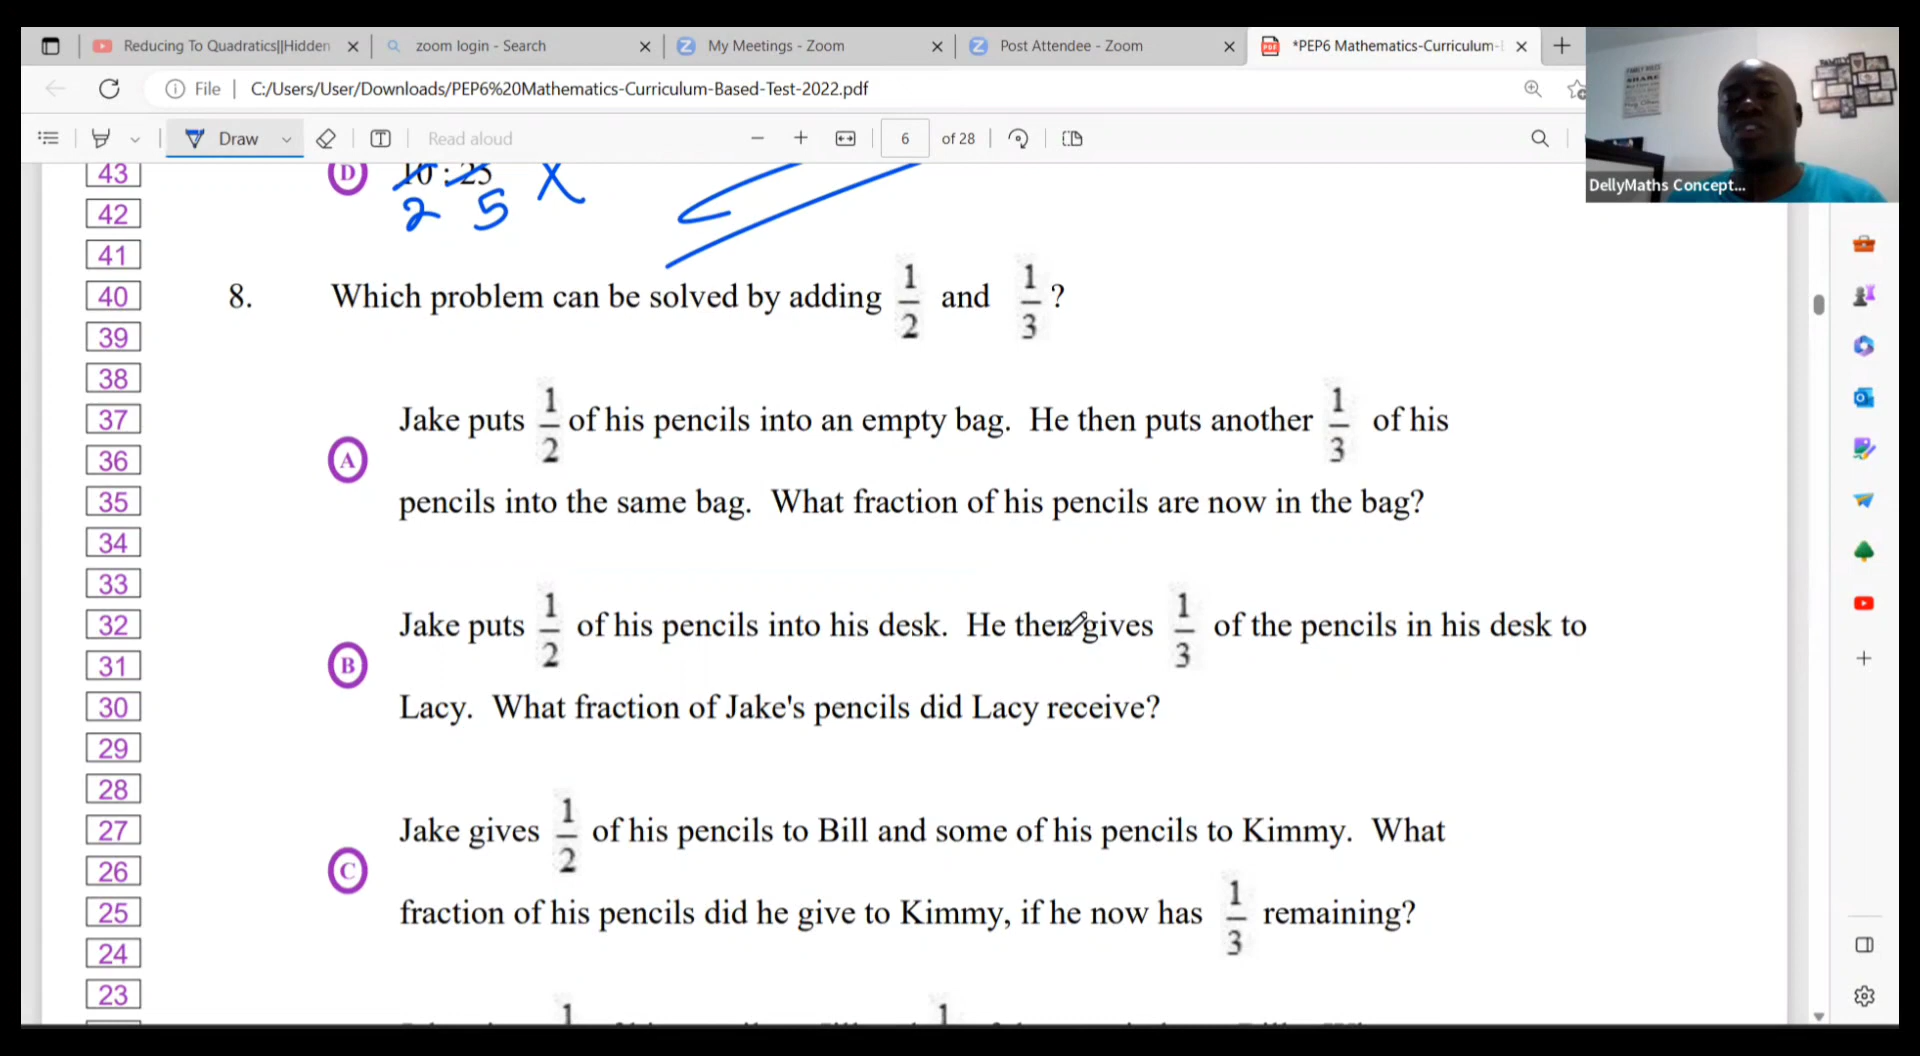 Reducing To Quadratics||Hidden
zoom login - Search
My Meetings - Zoom
Post Attendee - Zoom
*PEP6 Mathematics-Curriculum-
File | C:/Users/User/Downloads/PEP6%20Mathematics-Curriculum-Based-Test-2022.pdf
Draw
Read aloud
6 of 28
DellyMaths Concept...
43
42
41
40
39
38
37
36
35
34
33
32
31
30
29
28
27
26
25
24
23
D 10 : 25 X
2 5
8. Which problem can be solved by adding 1/2 and 1/3 ?
A
Jake puts 1/2 of his pencils into an empty bag. He then puts another 1/3 of his
pencils into the same bag. What fraction of his pencils are now in the bag?
B
Jake puts 1/2 of his pencils into his desk. He then gives 1/3 of the pencils in his desk to
Lacy. What fraction of Jake's pencils did Lacy receive?
C
Jake gives 1/2 of his pencils to Bill and some of his pencils to Kimmy. What
fraction of his pencils did he give to Kimmy, if he now has 1/3 remaining?